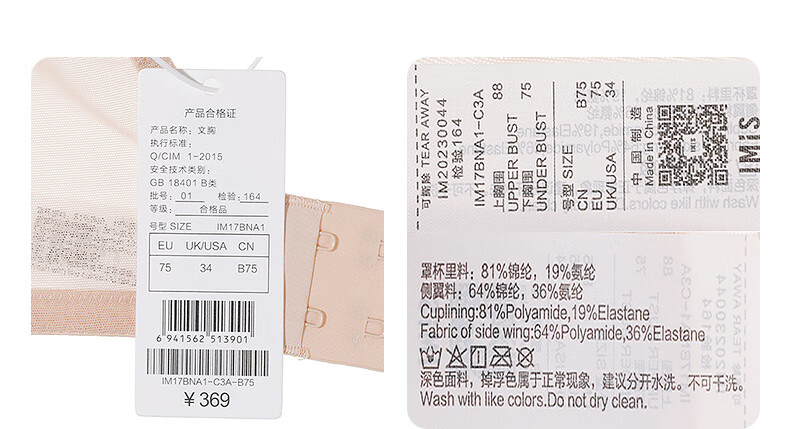 产品合格证
产品名称：文胸
执行标准：
Q/CIM 1-2015
安全技术类别：
GB 18401 B类
批号： 01 检验：164
等级： 合格品
号型 SIZE IM17BNA1
EU UK/USA CN
75 34 B75
6 941562 513901
IM17BNA1-C3A-B75
¥369
可撕除 TEAR AWAY
IM20230044
检验164
IM17BNA1-C3A
上胸围 88
UPPER BUST
下胸围 75
UNDER BUST
号型 SIZE
CN B75
EU 75
UK/USA 34
中国制造
Made in China
IMIS
罩杯里料：81%锦纶，19%氨纶
侧翼料：64%锦纶，36%氨纶
Cuplining:81%Polyamide,19%Elastane
Fabric of side wing:64%Polyamide,36%Elastane
深色面料，掉浮色属于正常现象，建议分开水洗。不可干洗。
Wash with like colors.Do not dry clean.